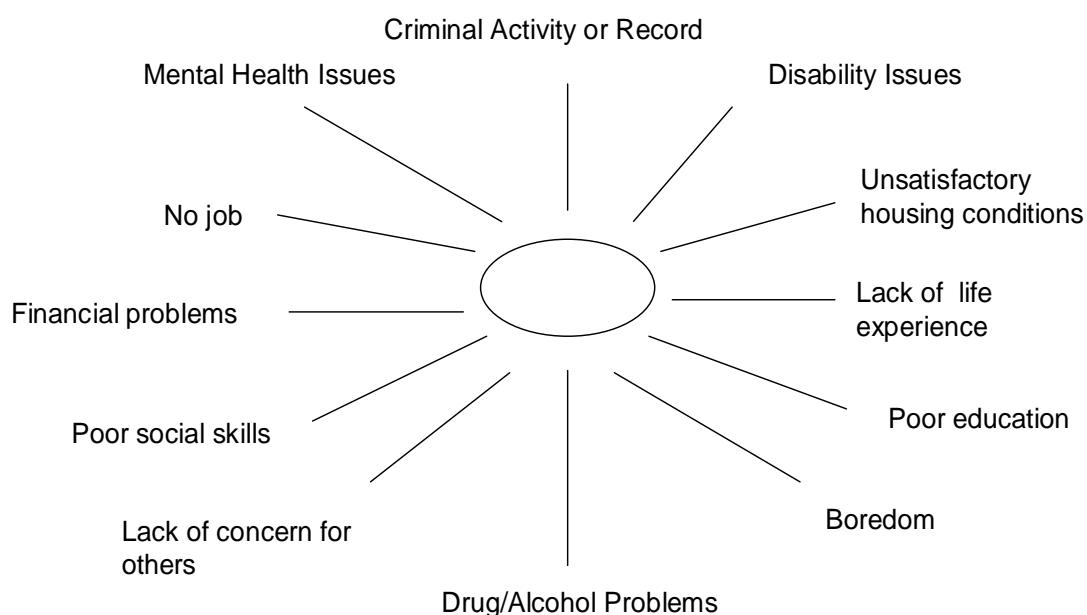 Criminal Activity or Record
Mental Health Issues
Disability Issues
Unsatisfactory
housing conditions
No job
Lack of  life
experience
Financial problems
Poor education
Poor social skills
Boredom
Lack of concern for
others
Drug/Alcohol Problems